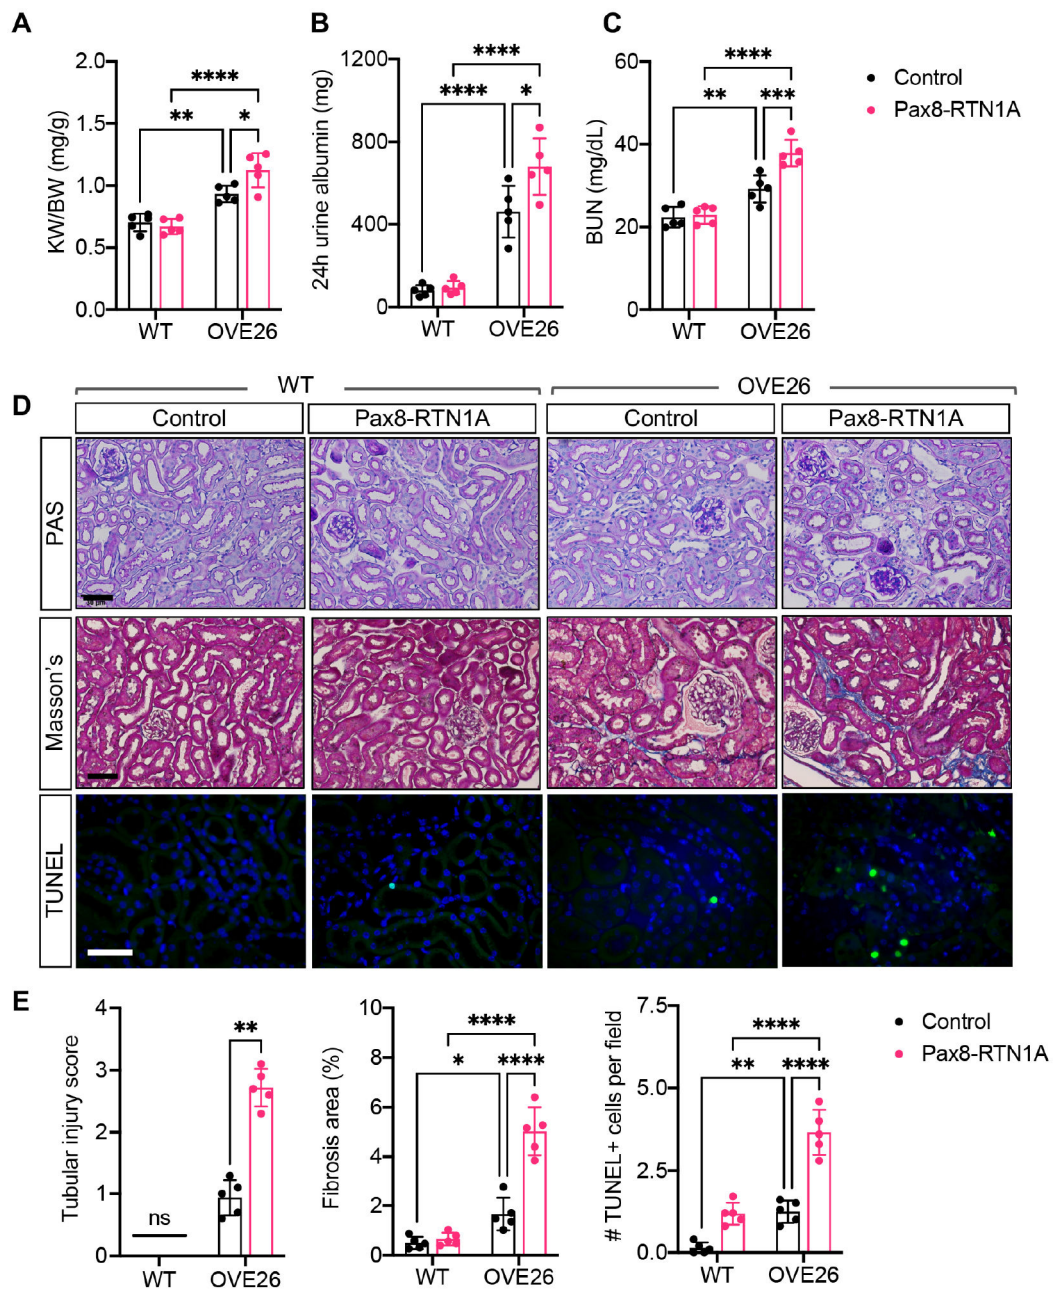 A
B
C
KW/BW (mg/g)
2.0
1.5
1.0
0.5
0.0
**
****
*
WT
OVE26
24h urine albumin (mg)
1200
800
400
0
****
****
*
WT
OVE26
BUN (mg/dL)
60
40
20
0
**
****
***
WT
OVE26
Control
Pax8-RTN1A
D
WT
OVE26
Control
Pax8-RTN1A
Control
Pax8-RTN1A
PAS
Masson's
TUNEL
E
Tubular injury score
4
3
2
1
0
ns
**
WT
OVE26
Fibrosis area (%)
10
8
6
4
2
0
*
****
****
WT
OVE26
# TUNEL+ cells per field
7.5
5.0
2.5
0.0
**
****
****
WT
OVE26
Control
Pax8-RTN1A